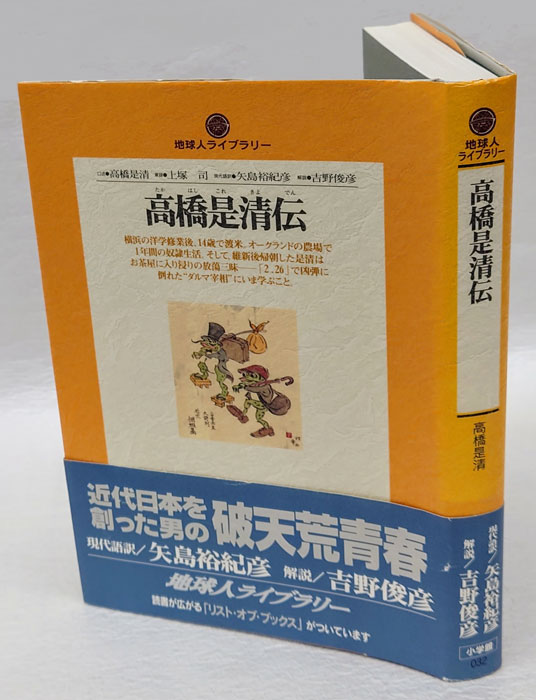 地球人ライブラリー
口述●高橋是清 筆録●上塚 司 現代語訳●矢島裕紀彦 解説●吉野俊彦
たか はし これ きよ でん
高橋是清伝
横浜の洋学修業後、14歳で渡米。オークランドの農場で
1年間の奴隷生活。そして、維新後帰朝した是清は
お茶屋に入り浸りの放蕩三昧──「2.26」で凶弾に
倒れた“ダルマ宰相”にいま学ぶこと。
近代日本を
創った男の
破天荒青春
現代語訳/矢島裕紀彦 解説/吉野俊彦
地球人ライブラリー
読書が広がる「リスト・オブ・ブックス」がついています
地球人
ライブラリー
高橋是清伝
高橋是清
現代語訳/矢島裕紀彦
解説/吉野俊彦
小学館
032